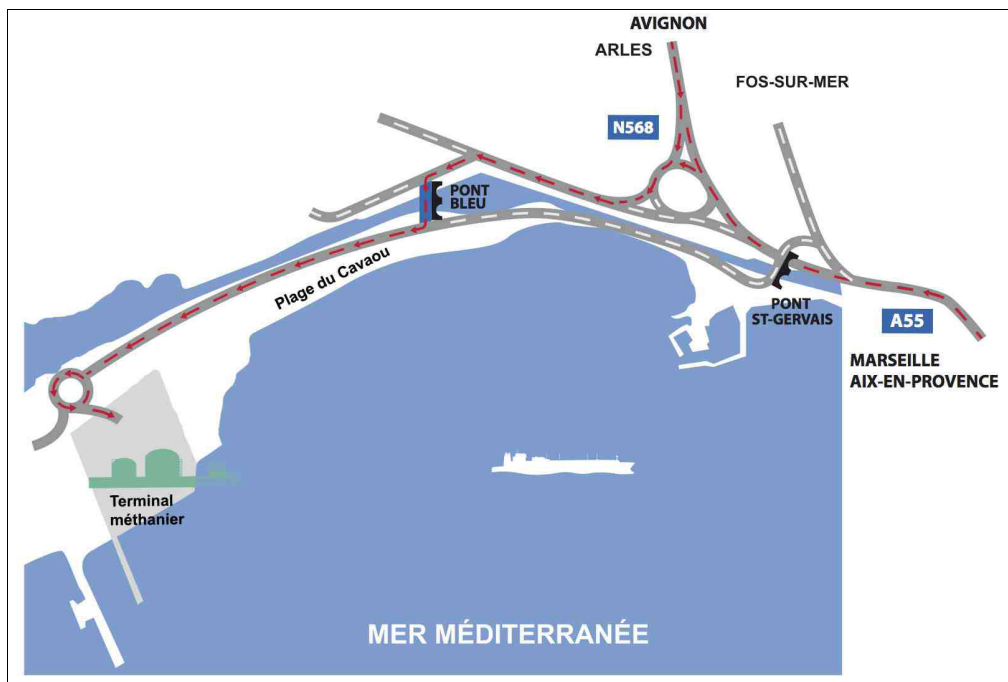 AVIGNON
ARLES
FOS-SUR-MER
N568
PONT
BLEU
Plage du Cavaou
PONT
ST-GERVAIS
A55
MARSEILLE
AIX-EN-PROVENCE
Terminal
méthanier
MER MÉDITERRANÉE